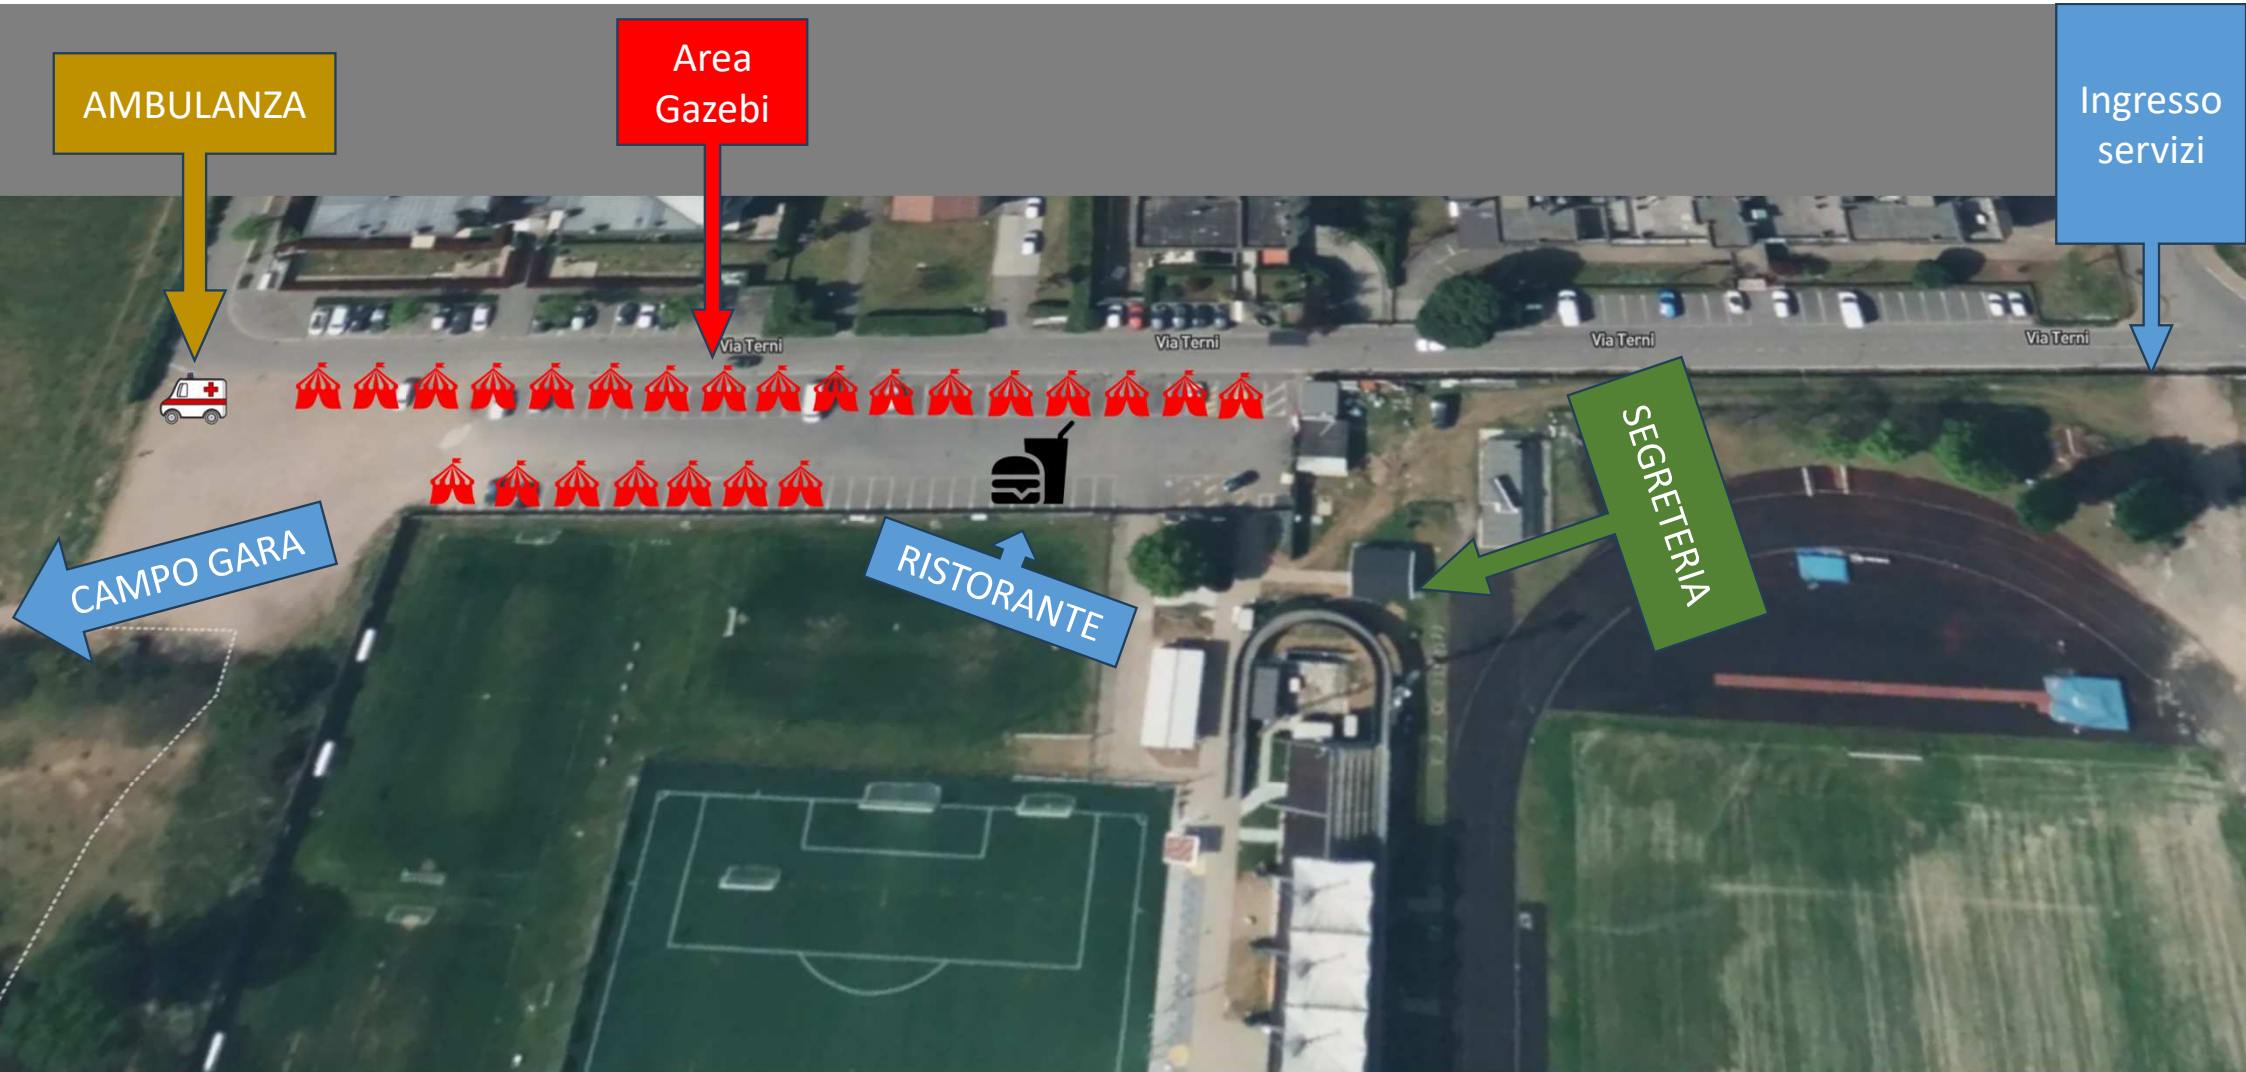 AMBULANZA
Area
Gazebi
Ingresso
servizi
Via Terni
Via Terni
Via Terni
Via Terni
SEGRETERIA
CAMPO GARA
RISTORANTE